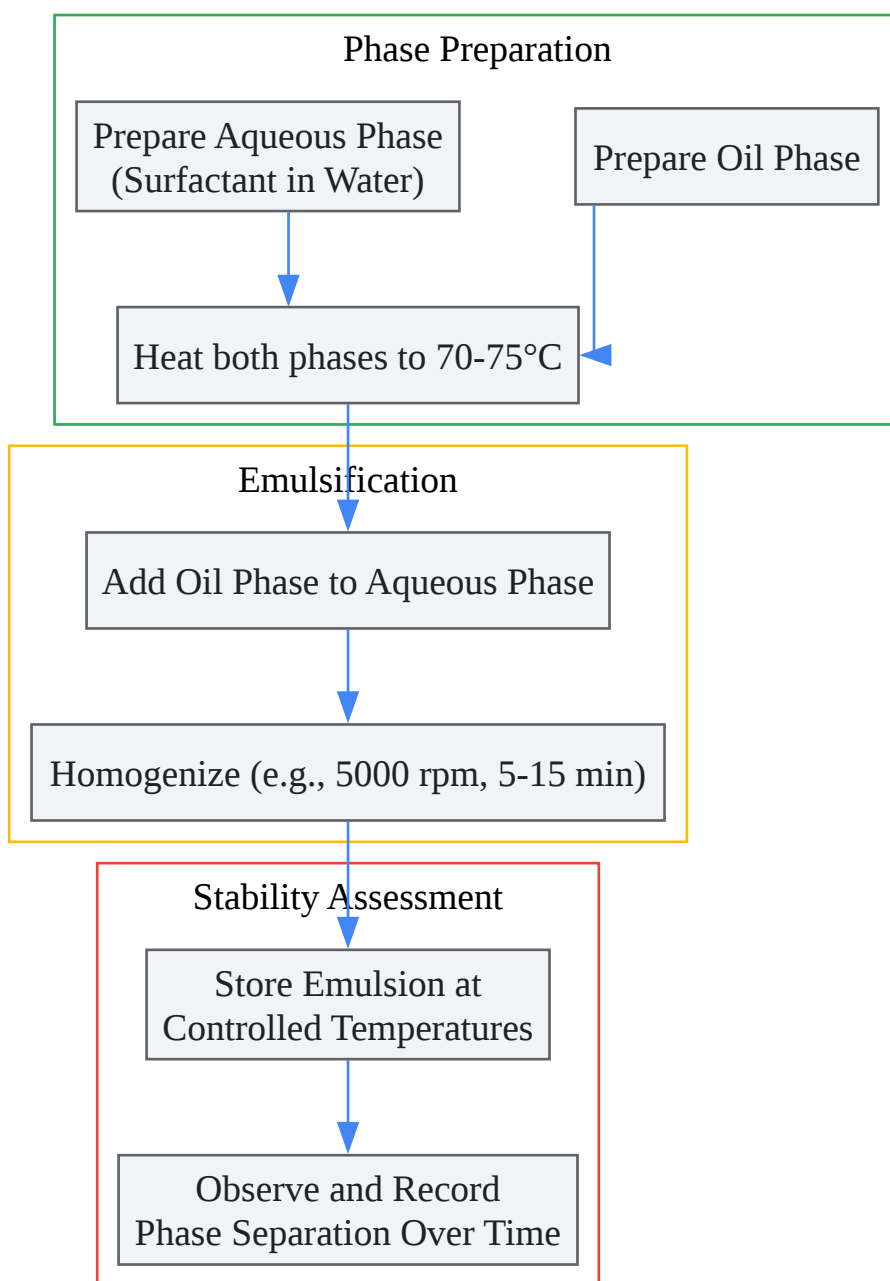 Phase Preparation
Prepare Aqueous Phase
(Surfactant in Water)
Prepare Oil Phase
Heat both phases to 70-75°C
Emulsification
Add Oil Phase to Aqueous Phase
Homogenize (e.g., 5000 rpm, 5-15 min)
Stability Assessment
Store Emulsion at
Controlled Temperatures
Observe and Record
Phase Separation Over Time